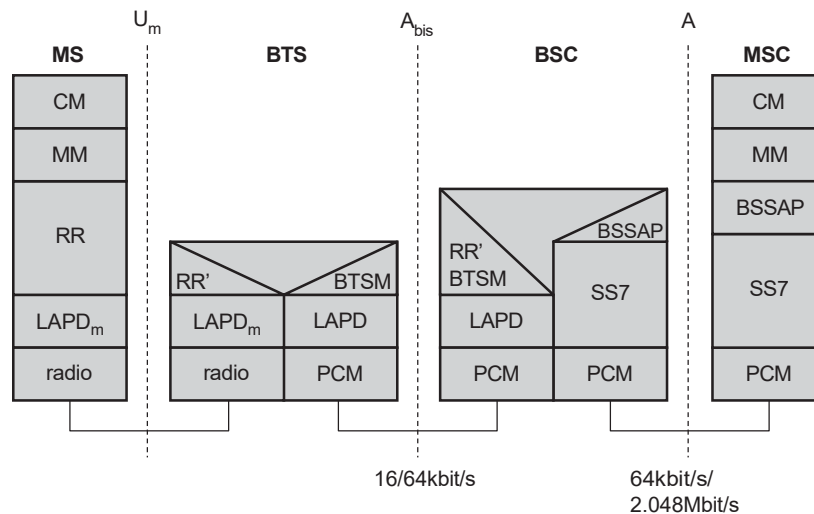 Um Abis A
MS BTS BSC MSC
CM CM
MM MM
RR BSSAP
RR’ BTSM RR’ BSSAP
BTSM SS7 SS7
LAPDm LAPDm LAPD LAPD
radio radio PCM PCM PCM PCM
16/64kbit/s 64kbit/s/
2.048Mbit/s